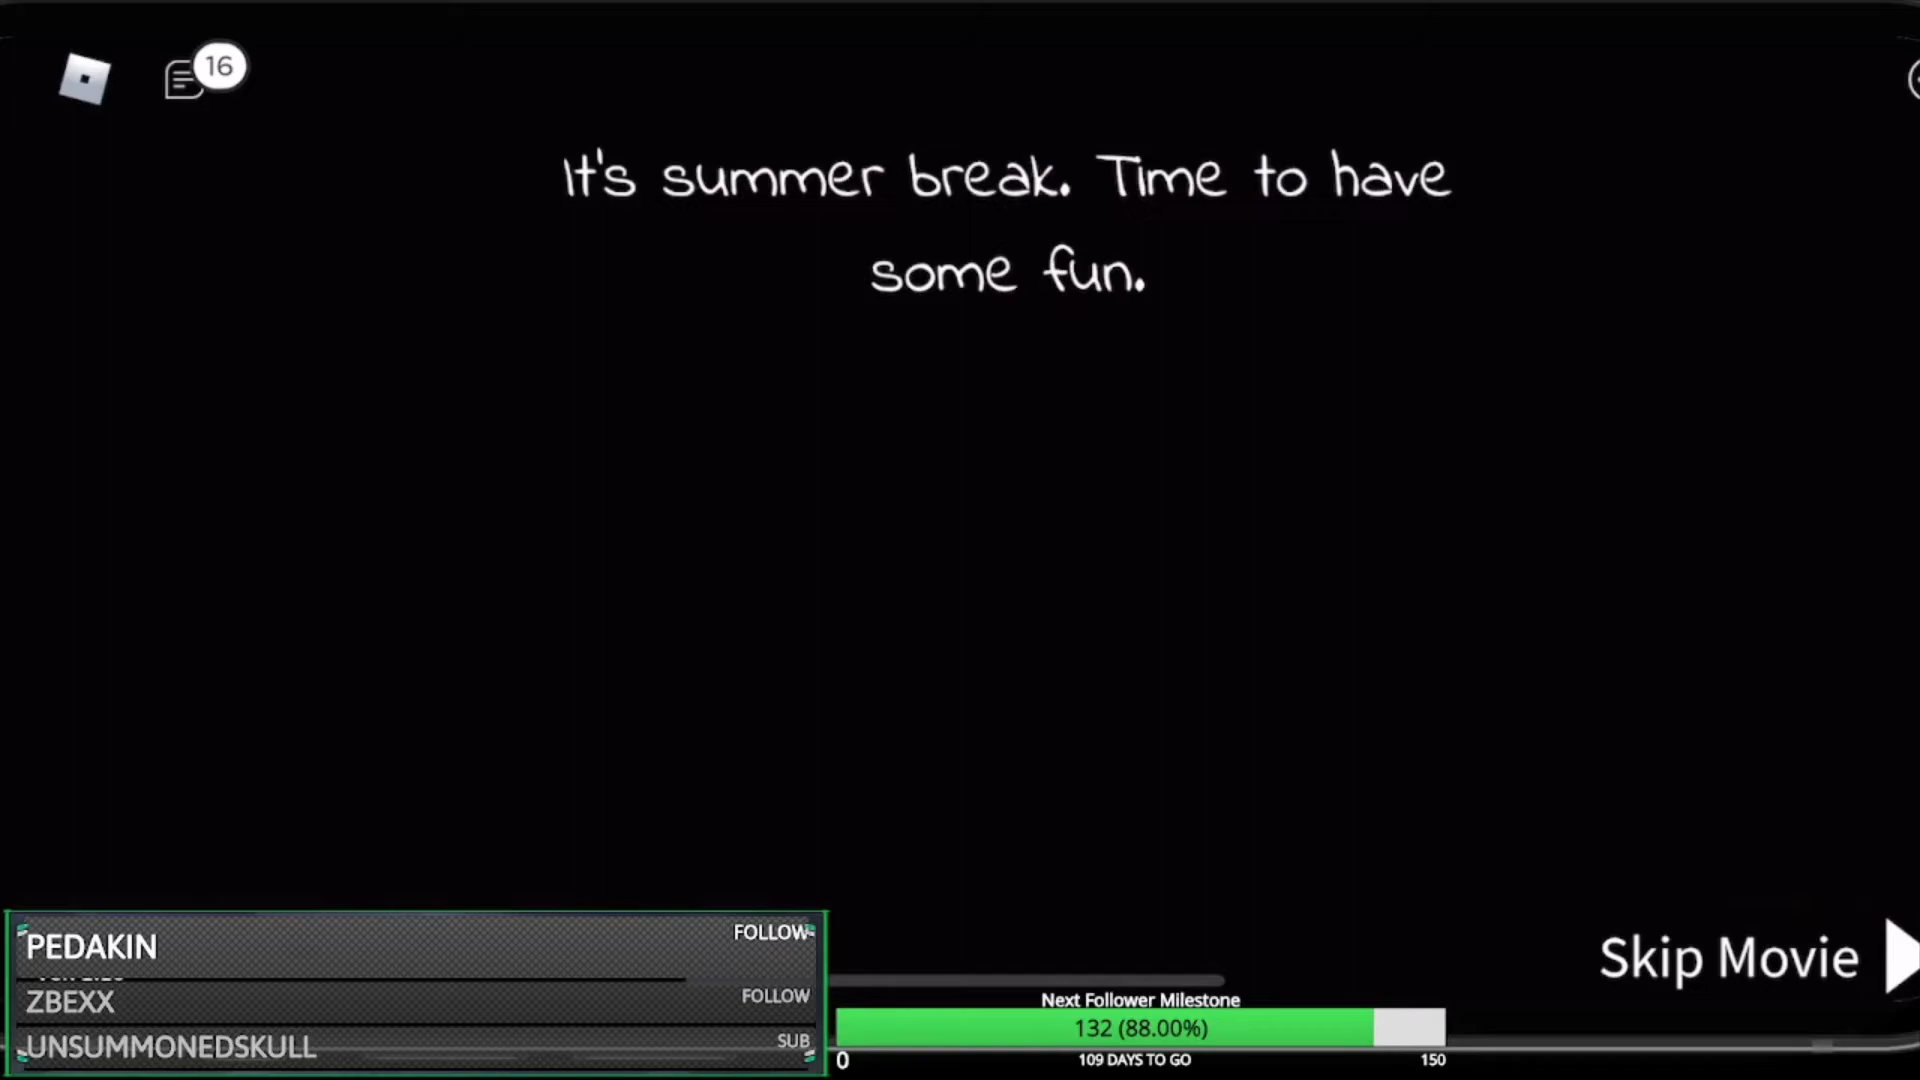 16
It's summer break. Time to have
some fun.
PEDAKIN FOLLOW
ZBEXX FOLLOW
UNSUMMONEDSKULL SUB
Next Follower Milestone
132 (88.00%)
0 109 DAYS TO GO 150
Skip Movie